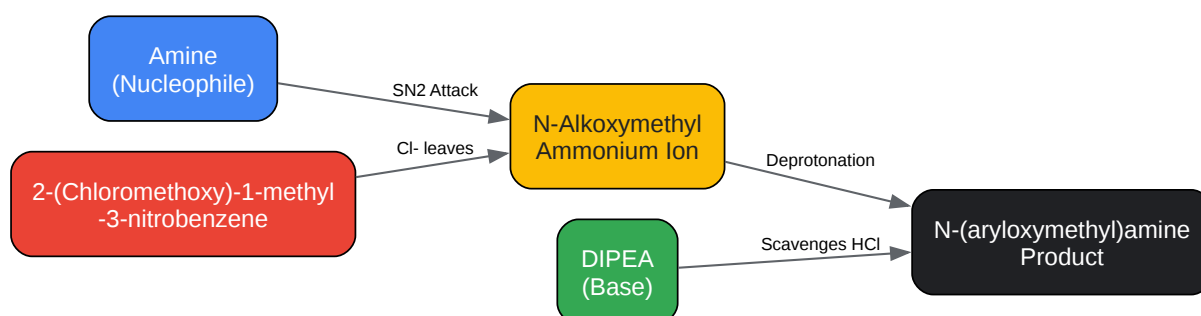 Amine
(Nucleophile)
SN2 Attack
N-Alkoxymethyl
Ammonium Ion
Cl- leaves
2-(Chloromethoxy)-1-methyl
-3-nitrobenzene
Deprotonation
DIPEA
(Base)
Scavenges HCl
N-(aryloxymethyl)amine
Product